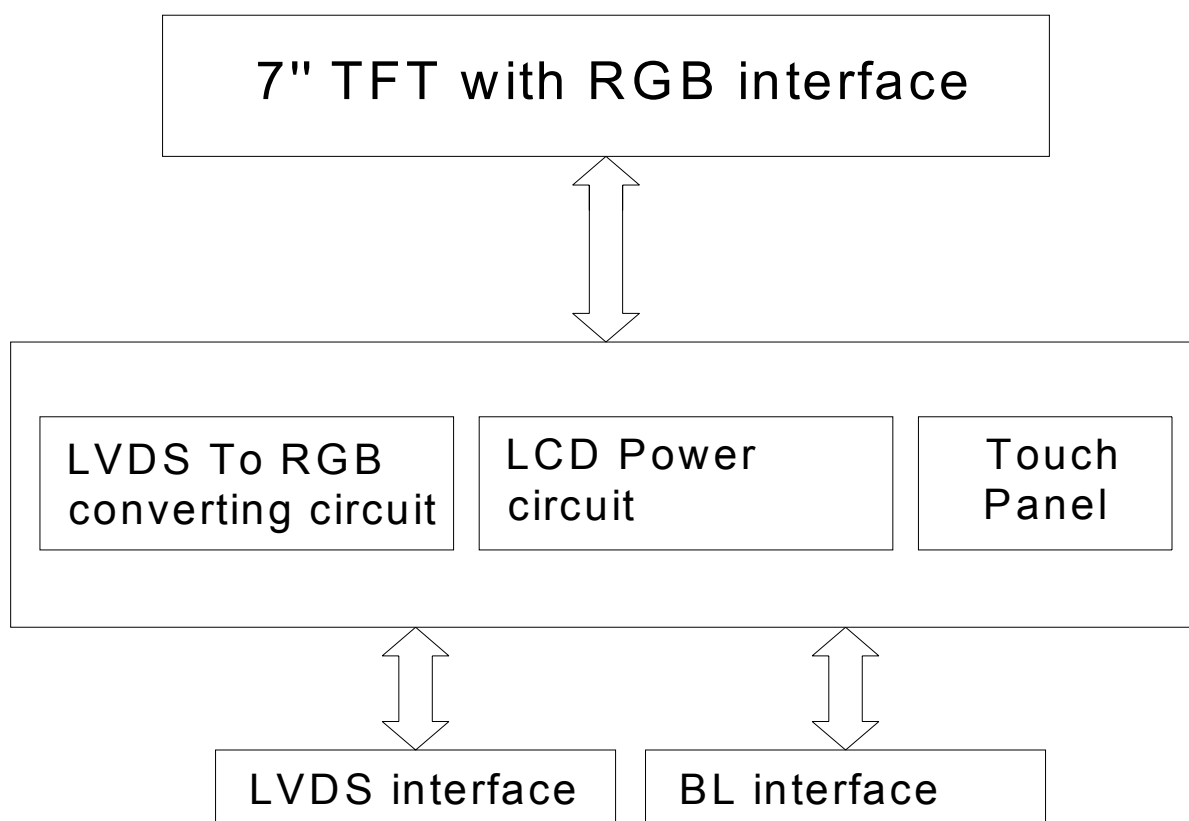 7'' TFT with RGB interface
LVDS To RGB
converting circuit
LCD Power
circuit
Touch
Panel
LVDS interface
BL interface